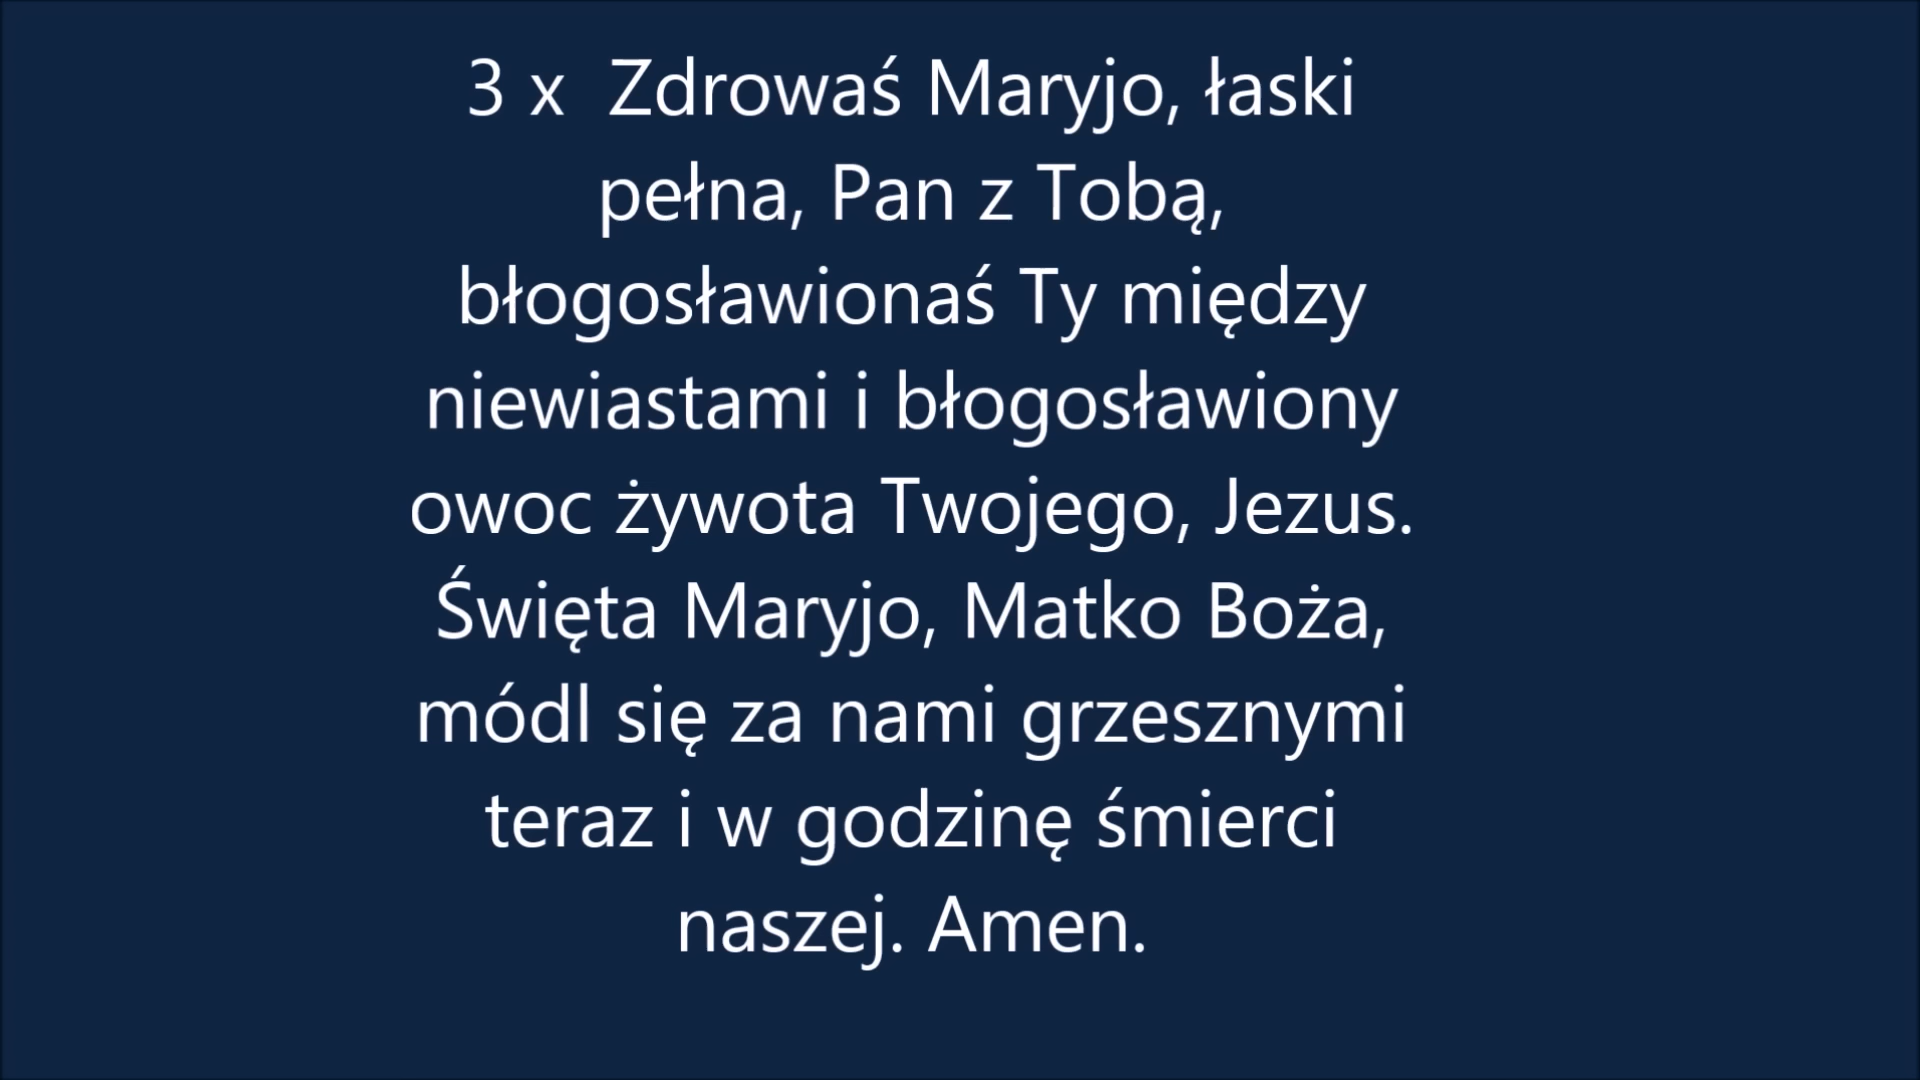 3 x  Zdrowaś Maryjo, łaski
pełna, Pan z Tobą,
błogosławionaś Ty między
niewiastami i błogosławiony
owoc żywota Twojego, Jezus.
Święta Maryjo, Matko Boża,
módl się za nami grzesznymi
teraz i w godzinę śmierci
naszej. Amen.